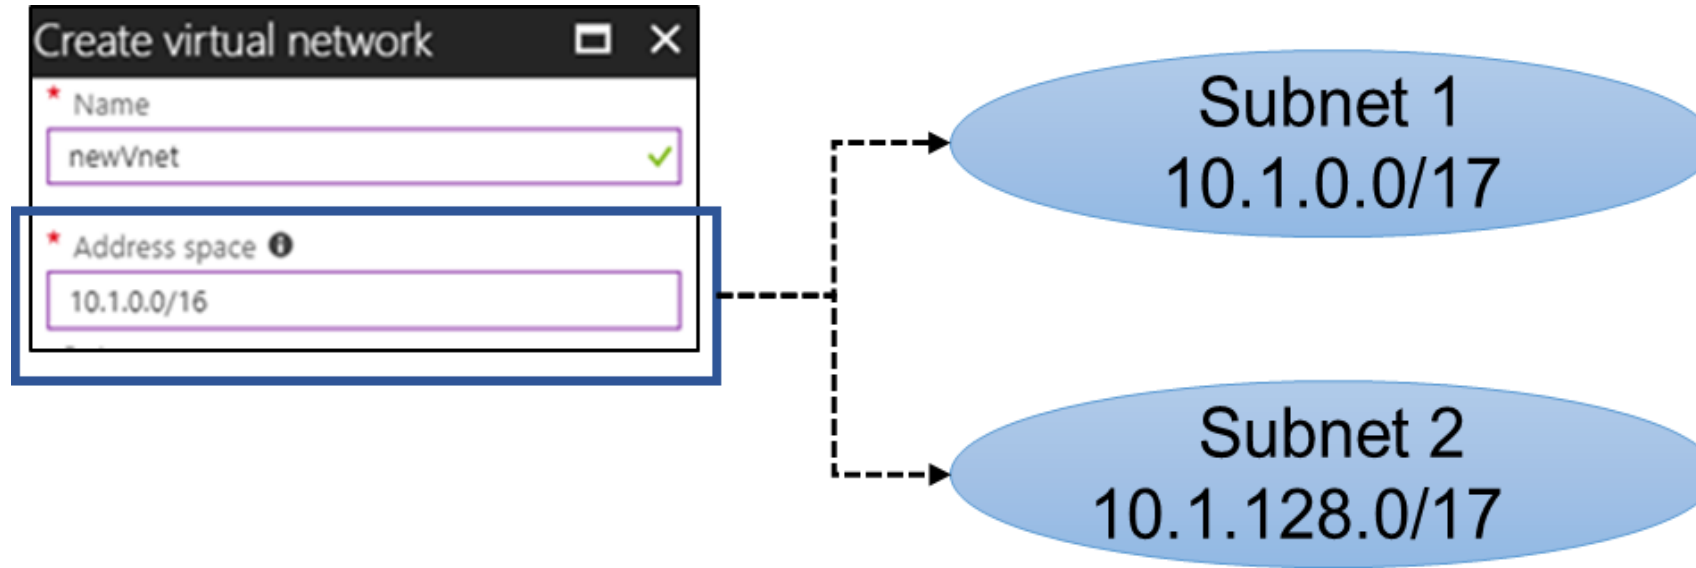 Create virtual network
* Name
newVnet
* Address space
10.1.0.0/16
Subnet 1
10.1.0.0/17
Subnet 2
10.1.128.0/17